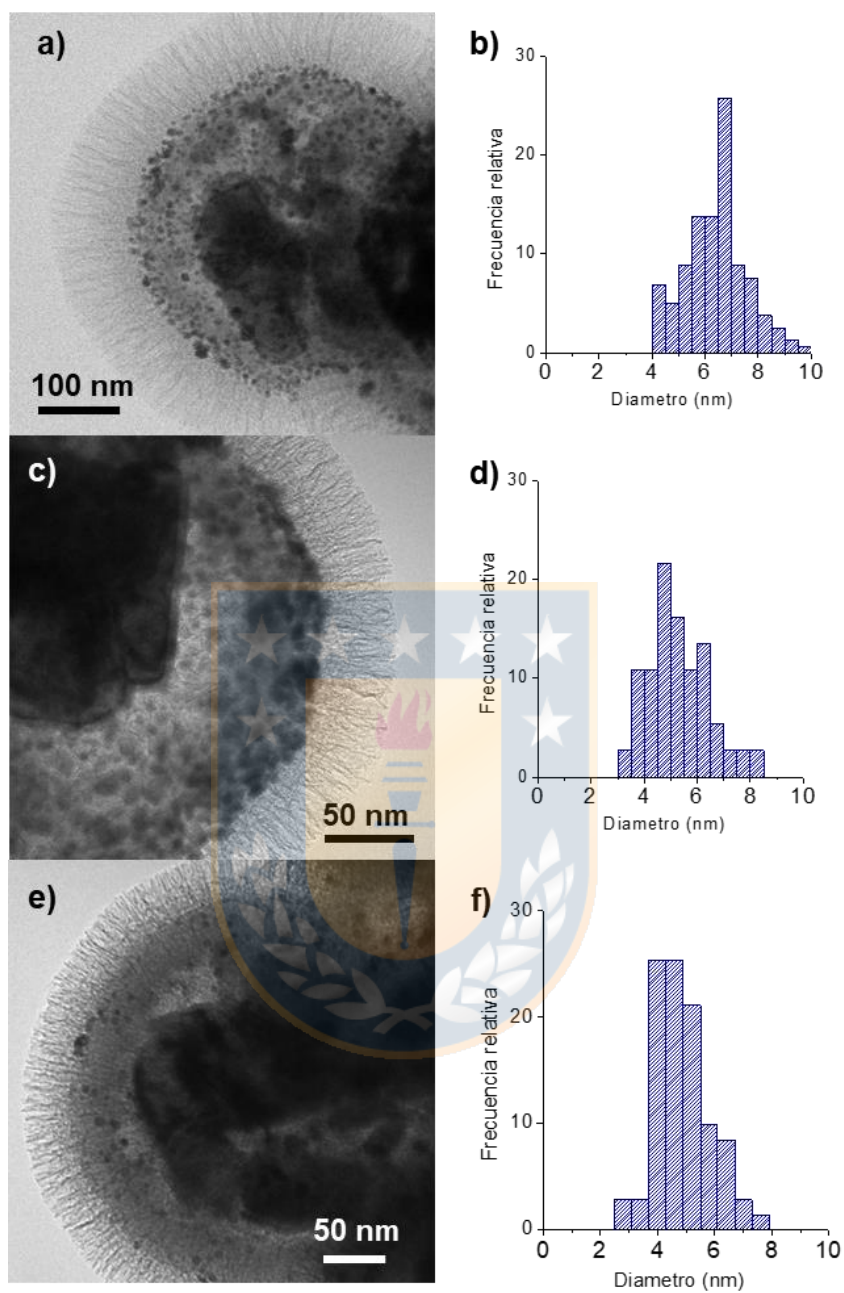 a)
100 nm
b)
30
20
10
0
Frecuencia relativa
0 2 4 6 8 10
Diametro (nm)
c)
50 nm
d)
30
20
10
0
Frecuencia relativa
0 2 4 6 8 10
Diametro (nm)
e)
50 nm
f)
30
20
10
0
Frecuencia relativa
0 2 4 6 8 10
Diametro (nm)